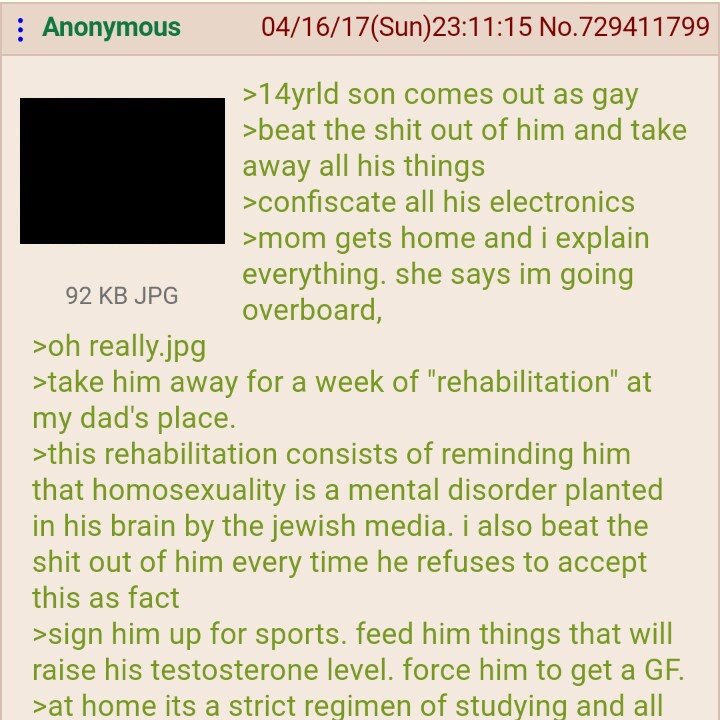 Anonymous 04/16/17(Sun)23:11:15 No.729411799
>14yrld son comes out as gay
>beat the shit out of him and take
away all his things
>confiscate all his electronics
>mom gets home and i explain
everything. she says im going
overboard,
92 KB JPG
>oh really.jpg
>take him away for a week of "rehabilitation" at
my dad's place.
>this rehabilitation consists of reminding him
that homosexuality is a mental disorder planted
in his brain by the jewish media. i also beat the
shit out of him every time he refuses to accept
this as fact
>sign him up for sports. feed him things that will
raise his testosterone level. force him to get a GF.
>at home its a strict regimen of studying and all